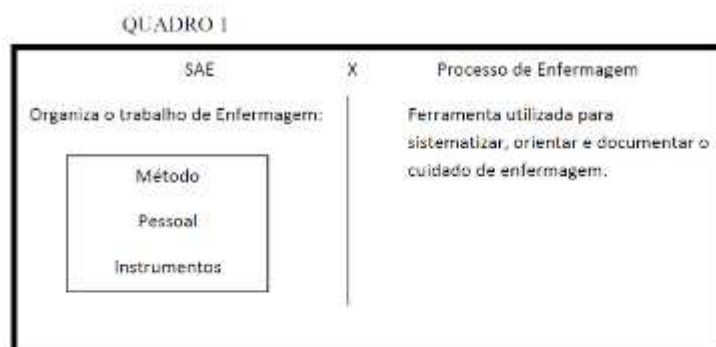 QUADRO 1
SAE X Processo de Enfermagem
Organiza o trabalho de Enfermagem:
Método
Pessoal
Instrumentos
Ferramenta utilizada para
sistematizar, orientar e documentar o
cuidado de enfermagem.